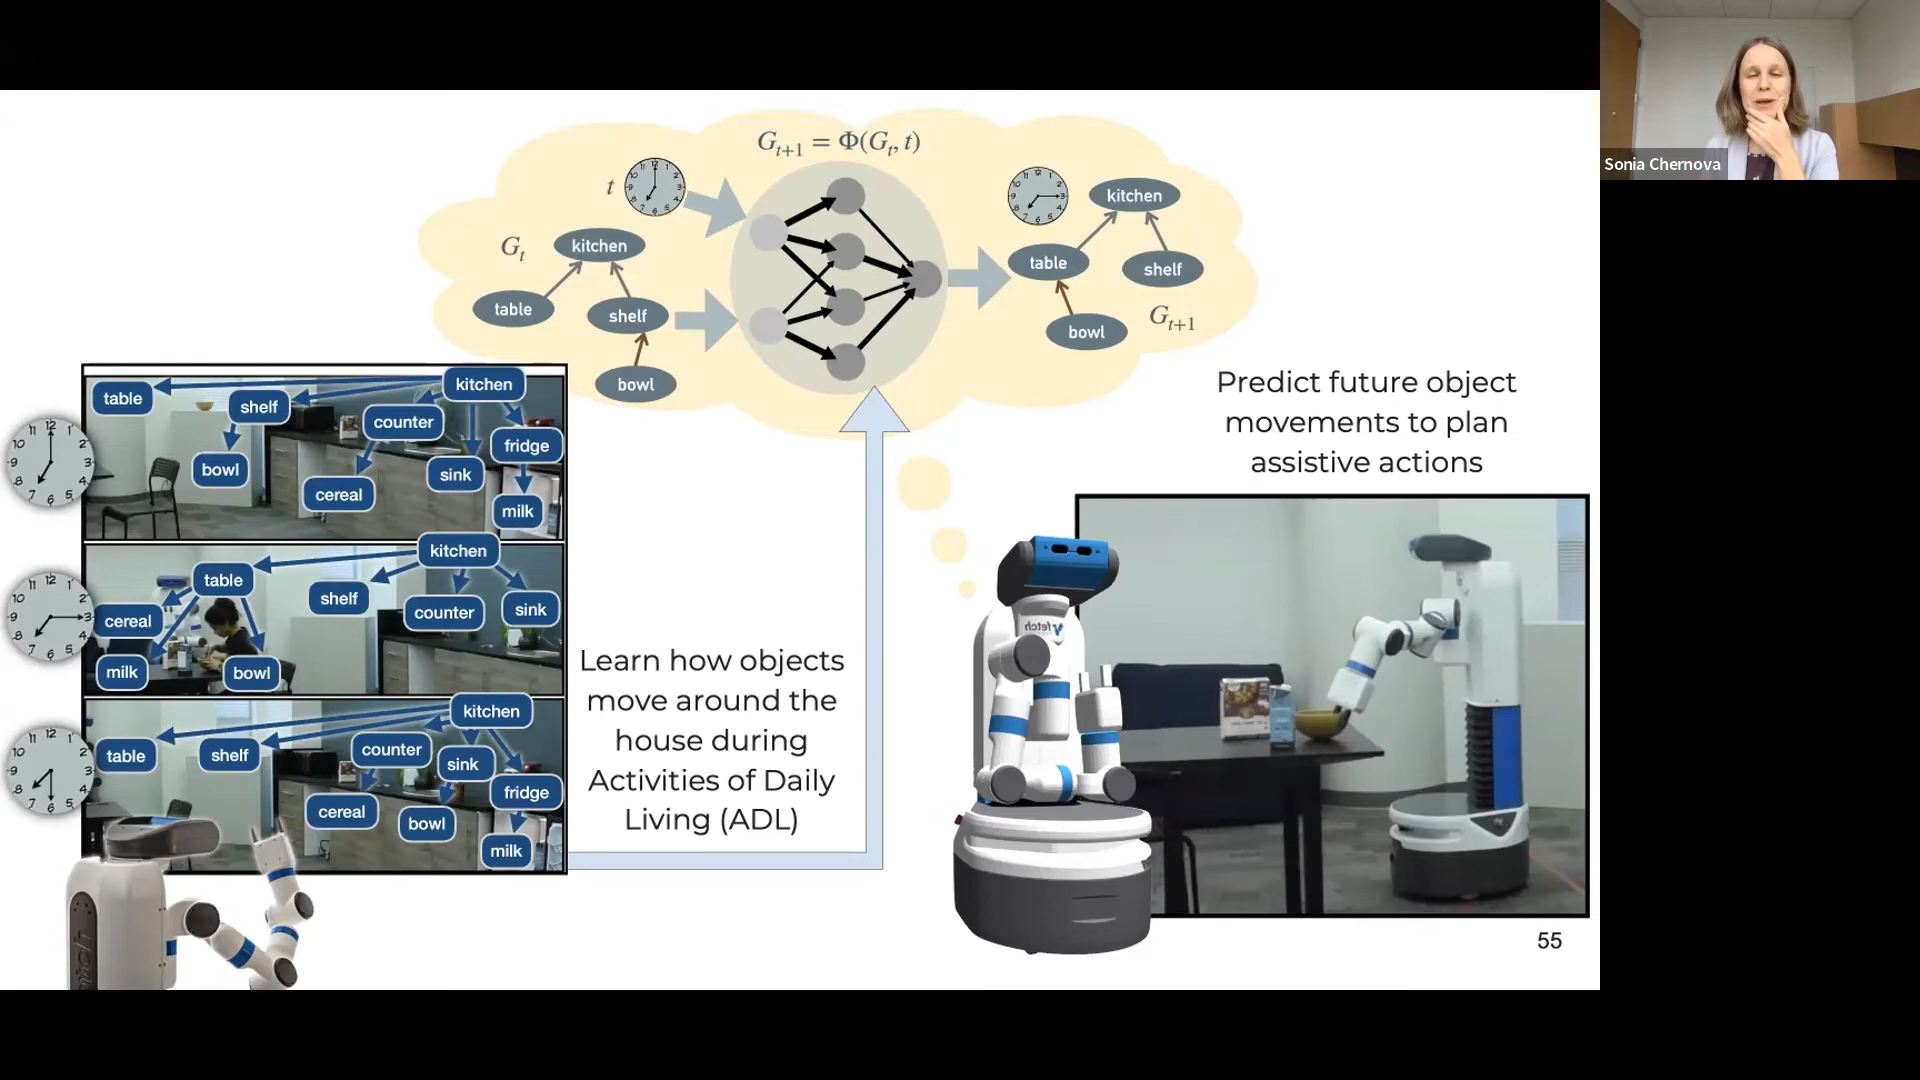 Sonia Chernova
G_{t+1} = Φ(G_t, t)
t
G_t
kitchen
table
shelf
bowl
kitchen
table
shelf
bowl
G_{t+1}
kitchen
table
shelf
counter
fridge
bowl
sink
cereal
milk
kitchen
table
shelf
counter
sink
cereal
milk
bowl
kitchen
table
shelf
counter
sink
fridge
cereal
bowl
milk
Learn how objects
move around the
house during
Activities of Daily
Living (ADL)
Predict future object
movements to plan
assistive actions
fetch
55